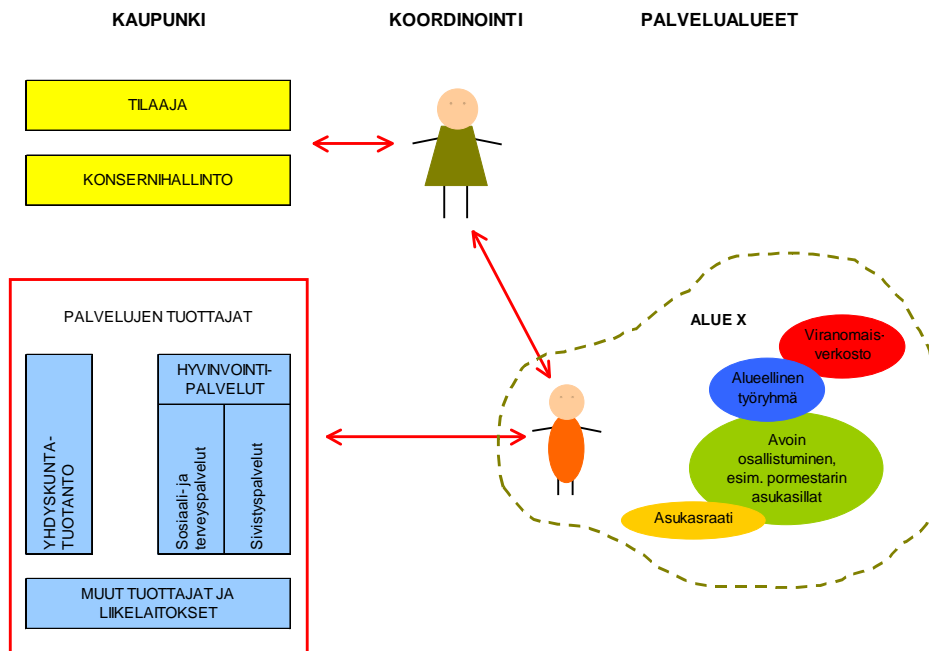 KAUPUNKI
KOORDINOINTI
PALVELUALUEET
TILAAJA
KONSERNIHALLINTO
PALVELUJEN TUOTTAJAT
YHDYSKUNTA-
TUOTANTO
HYVINVOINTI-
PALVELUT
Sosiaali- ja
terveyspalvelut
Sivistyspalvelut
MUUT TUOTTAJAT JA
LIIKELAITOKSET
ALUE X
Viranomais-
verkosto
Alueellinen
työryhmä
Avoin
osallistuminen,
esim. pormestarin
asukasillat
Asukasraati